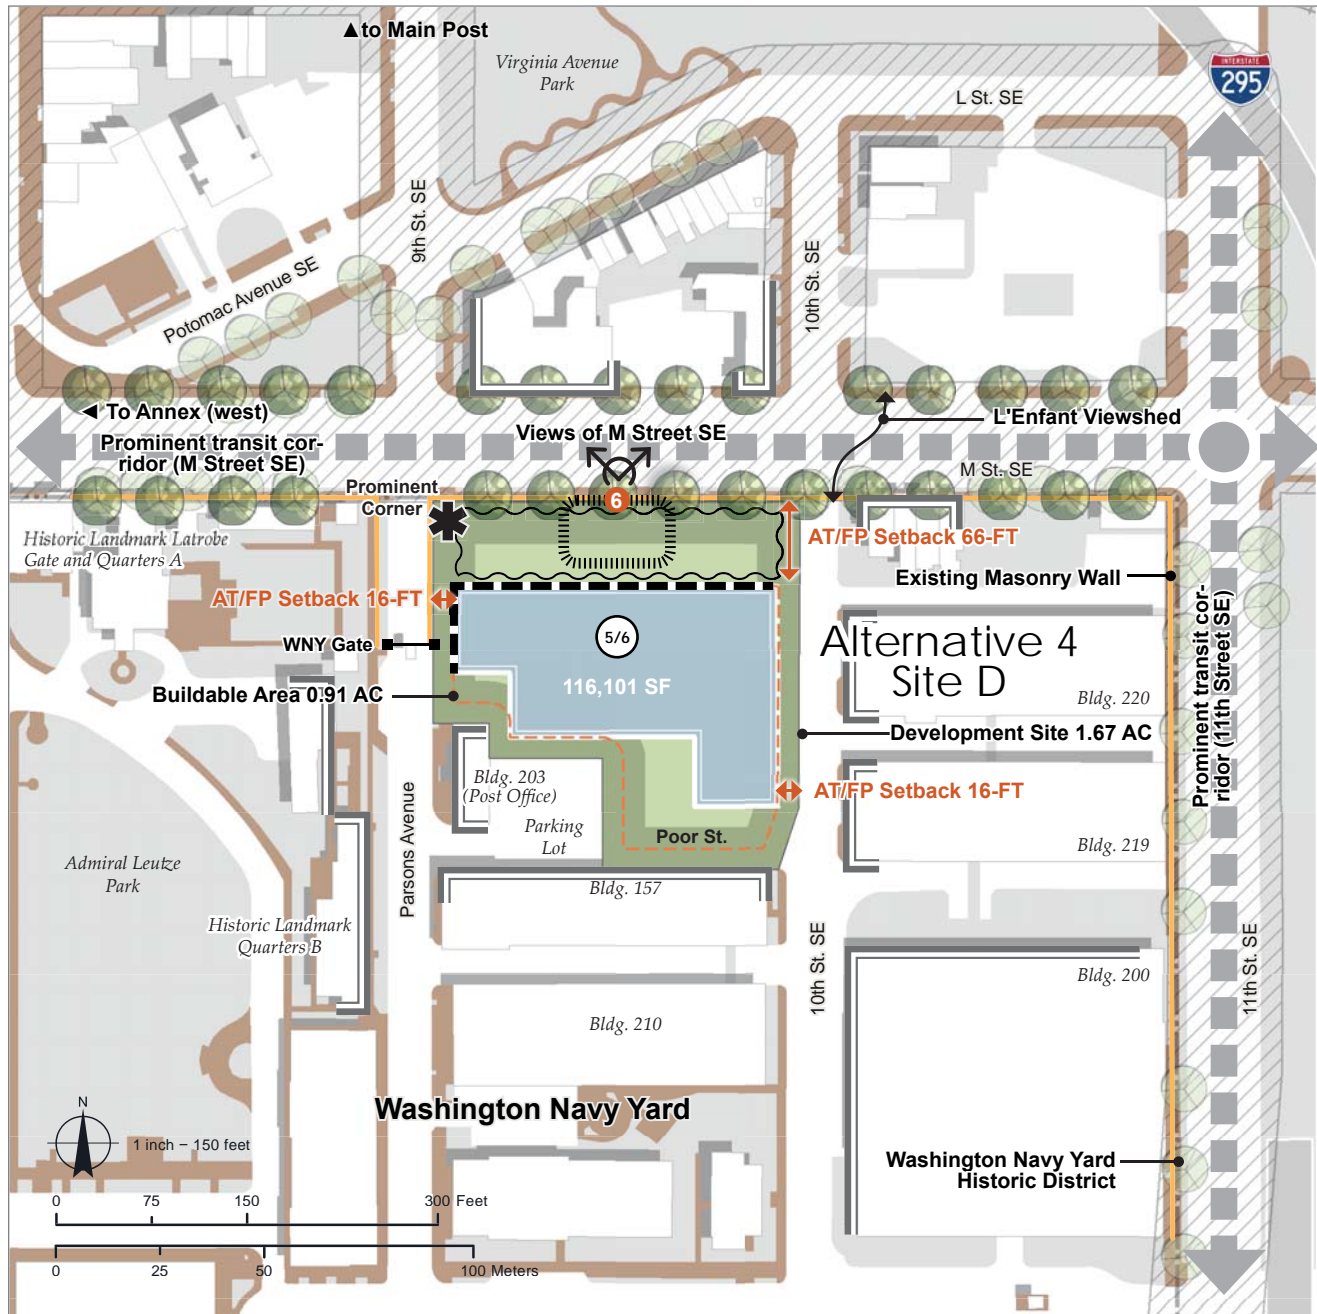 ▲to Main Post
Virginia Avenue
Park
INTERSTATE
295
L St. SE
9th St. SE
10th St. SE
Potomac Avenue SE
◄ To Annex (west)
Prominent transit cor-
ridor (M Street SE)
Views of M Street SE
L'Enfant Viewshed
M St. SE
Prominent
Corner
6
Historic Landmark Latrobe
Gate and Quarters A
AT/FP Setback 66-FT
Existing Masonry Wall
AT/FP Setback 16-FT
WNY Gate
5/6
116,101 SF
Alternative 4
Site D
Buildable Area 0.91 AC
Bldg. 220
Development Site 1.67 AC
Prominent transit cor-
ridor (11th Street SE)
Bldg. 203
(Post Office)
AT/FP Setback 16-FT
Parking
Lot
Poor St.
Bldg. 219
Parsons Avenue
Admiral Leutze
Park
Bldg. 157
Historic Landmark
Quarters B
10th St. SE
Bldg. 200
11th St. SE
Bldg. 210
Washington Navy Yard
N
1 inch – 150 feet
Washington Navy Yard
Historic District
0 75 150 300 Feet
0 25 50 100 Meters